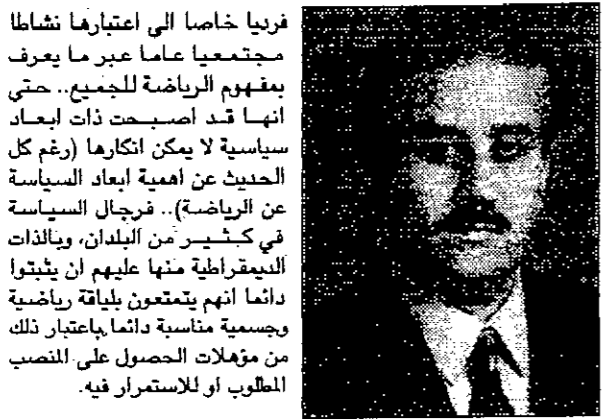 فرديا خاصا الى اعتبارها نشاطا
مجتمعيا عاما عبر ما يعرف
بمفهوم الرياضة للجميع.. حتي
انها قد اصبحت ذات ابعاد
سياسية لا يمكن انكارها (رغم كل
الحديث عن اهمية ابعاد السياسة
عن الرياضة).. فرجال السياسة
في كثير من البلدان، وبالذات
الديمقراطية منها عليهم ان يثبتوا
دائما انهم يتمتعون بلياقة رياضية
وجسمية مناسبة دائما باعتبار ذلك
من مؤهلات الحصول على المنصب
المطلوب او للاستمرار فيه.